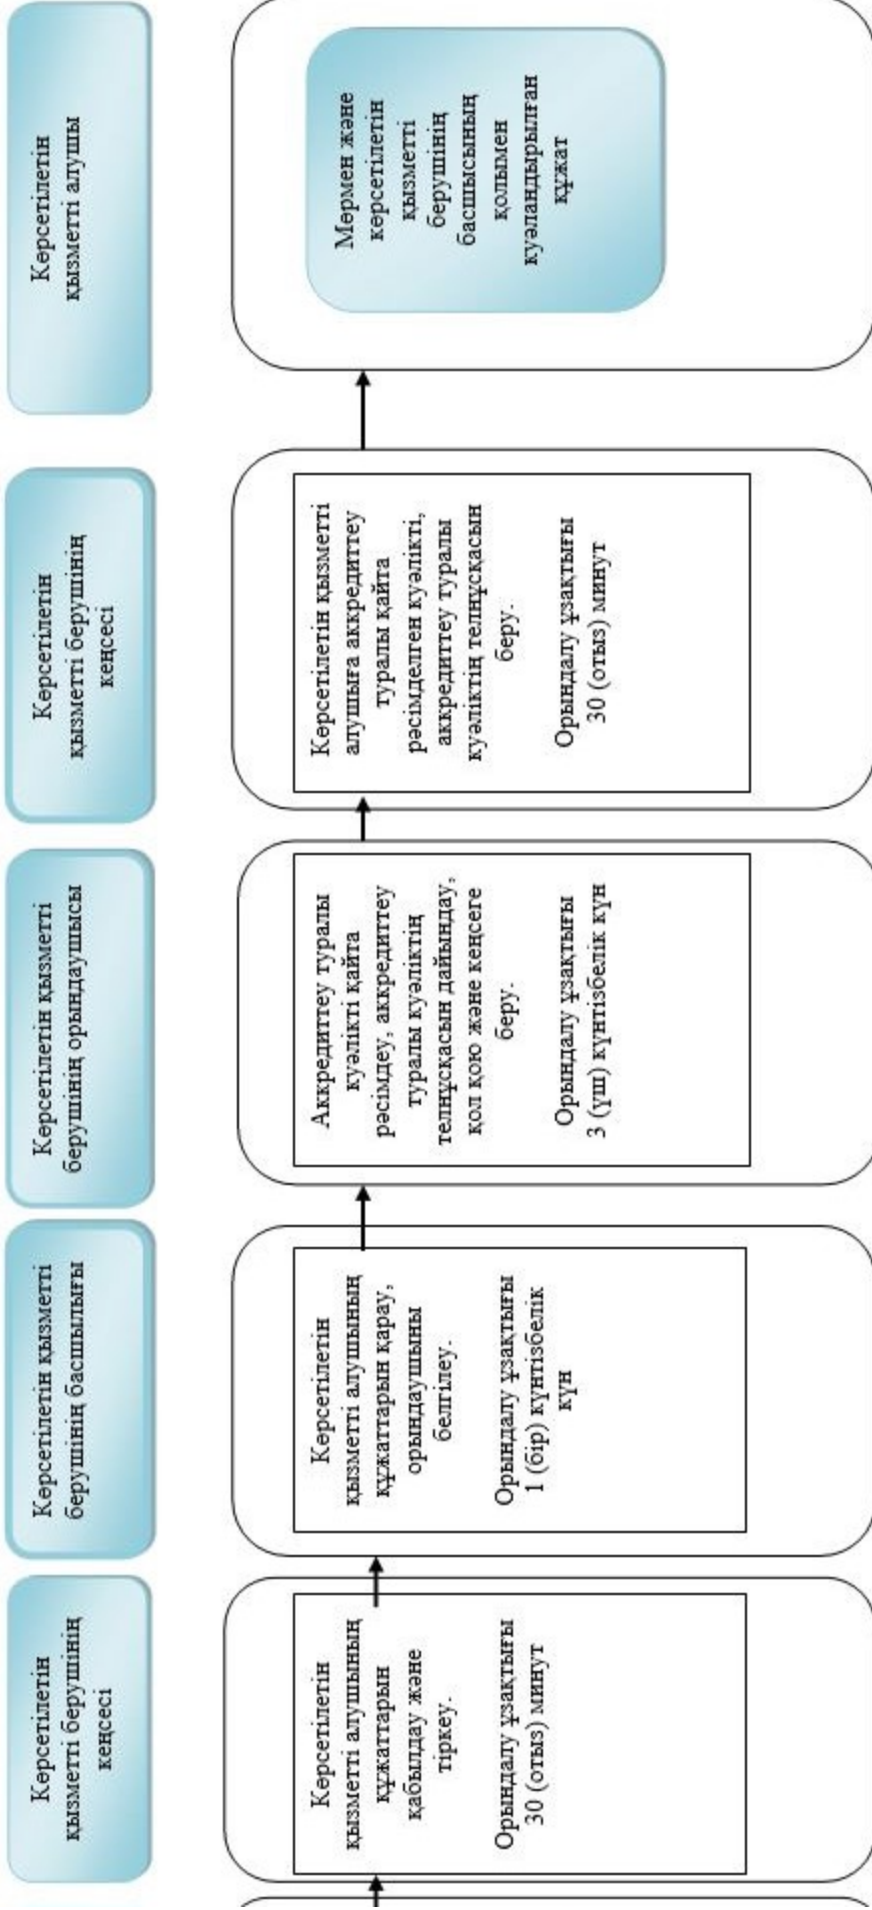 Көрсетілетін
қызметті берушінің
кеңсесі
Көрсетілетін қызметті
берушінің басшылығы
Көрсетілетін қызметті
берушінің орындаушысы
Көрсетілетін
қызметті берушінің
кеңсесі
Көрсетілетін
қызметті алушы
Көрсетілетін
қызметті алушының
құжаттарын
қабылдау және
тіркеу.
Орындалу ұзақтығы
30 (отыз) минут
Көрсетілетін
қызметті алушының
құжаттарын қарау,
орындаушыны
белгілеу.
Орындалу ұзақтығы
1 (бір) күнтізбелік
күн
Аккредиттеу туралы
куәлікті қайта
рәсімдеу, аккредиттеу
туралы куәліктің
телнұсқасын дайындау,
қол қою және кеңсеге
беру.
Орындалу ұзақтығы
3 (үш) күнтізбелік күн
Көрсетілетін қызметті
алушыға аккредиттеу
туралы қайта
рәсімделген куәлікті,
аккредиттеу туралы
куәліктің телнұсқасын
беру.
Орындалу ұзақтығы
30 (отыз) минут
Мөрмен және
көрсетілетін
қызметті
берушінің
басшысының
қолымен
куәландырылған
құжат